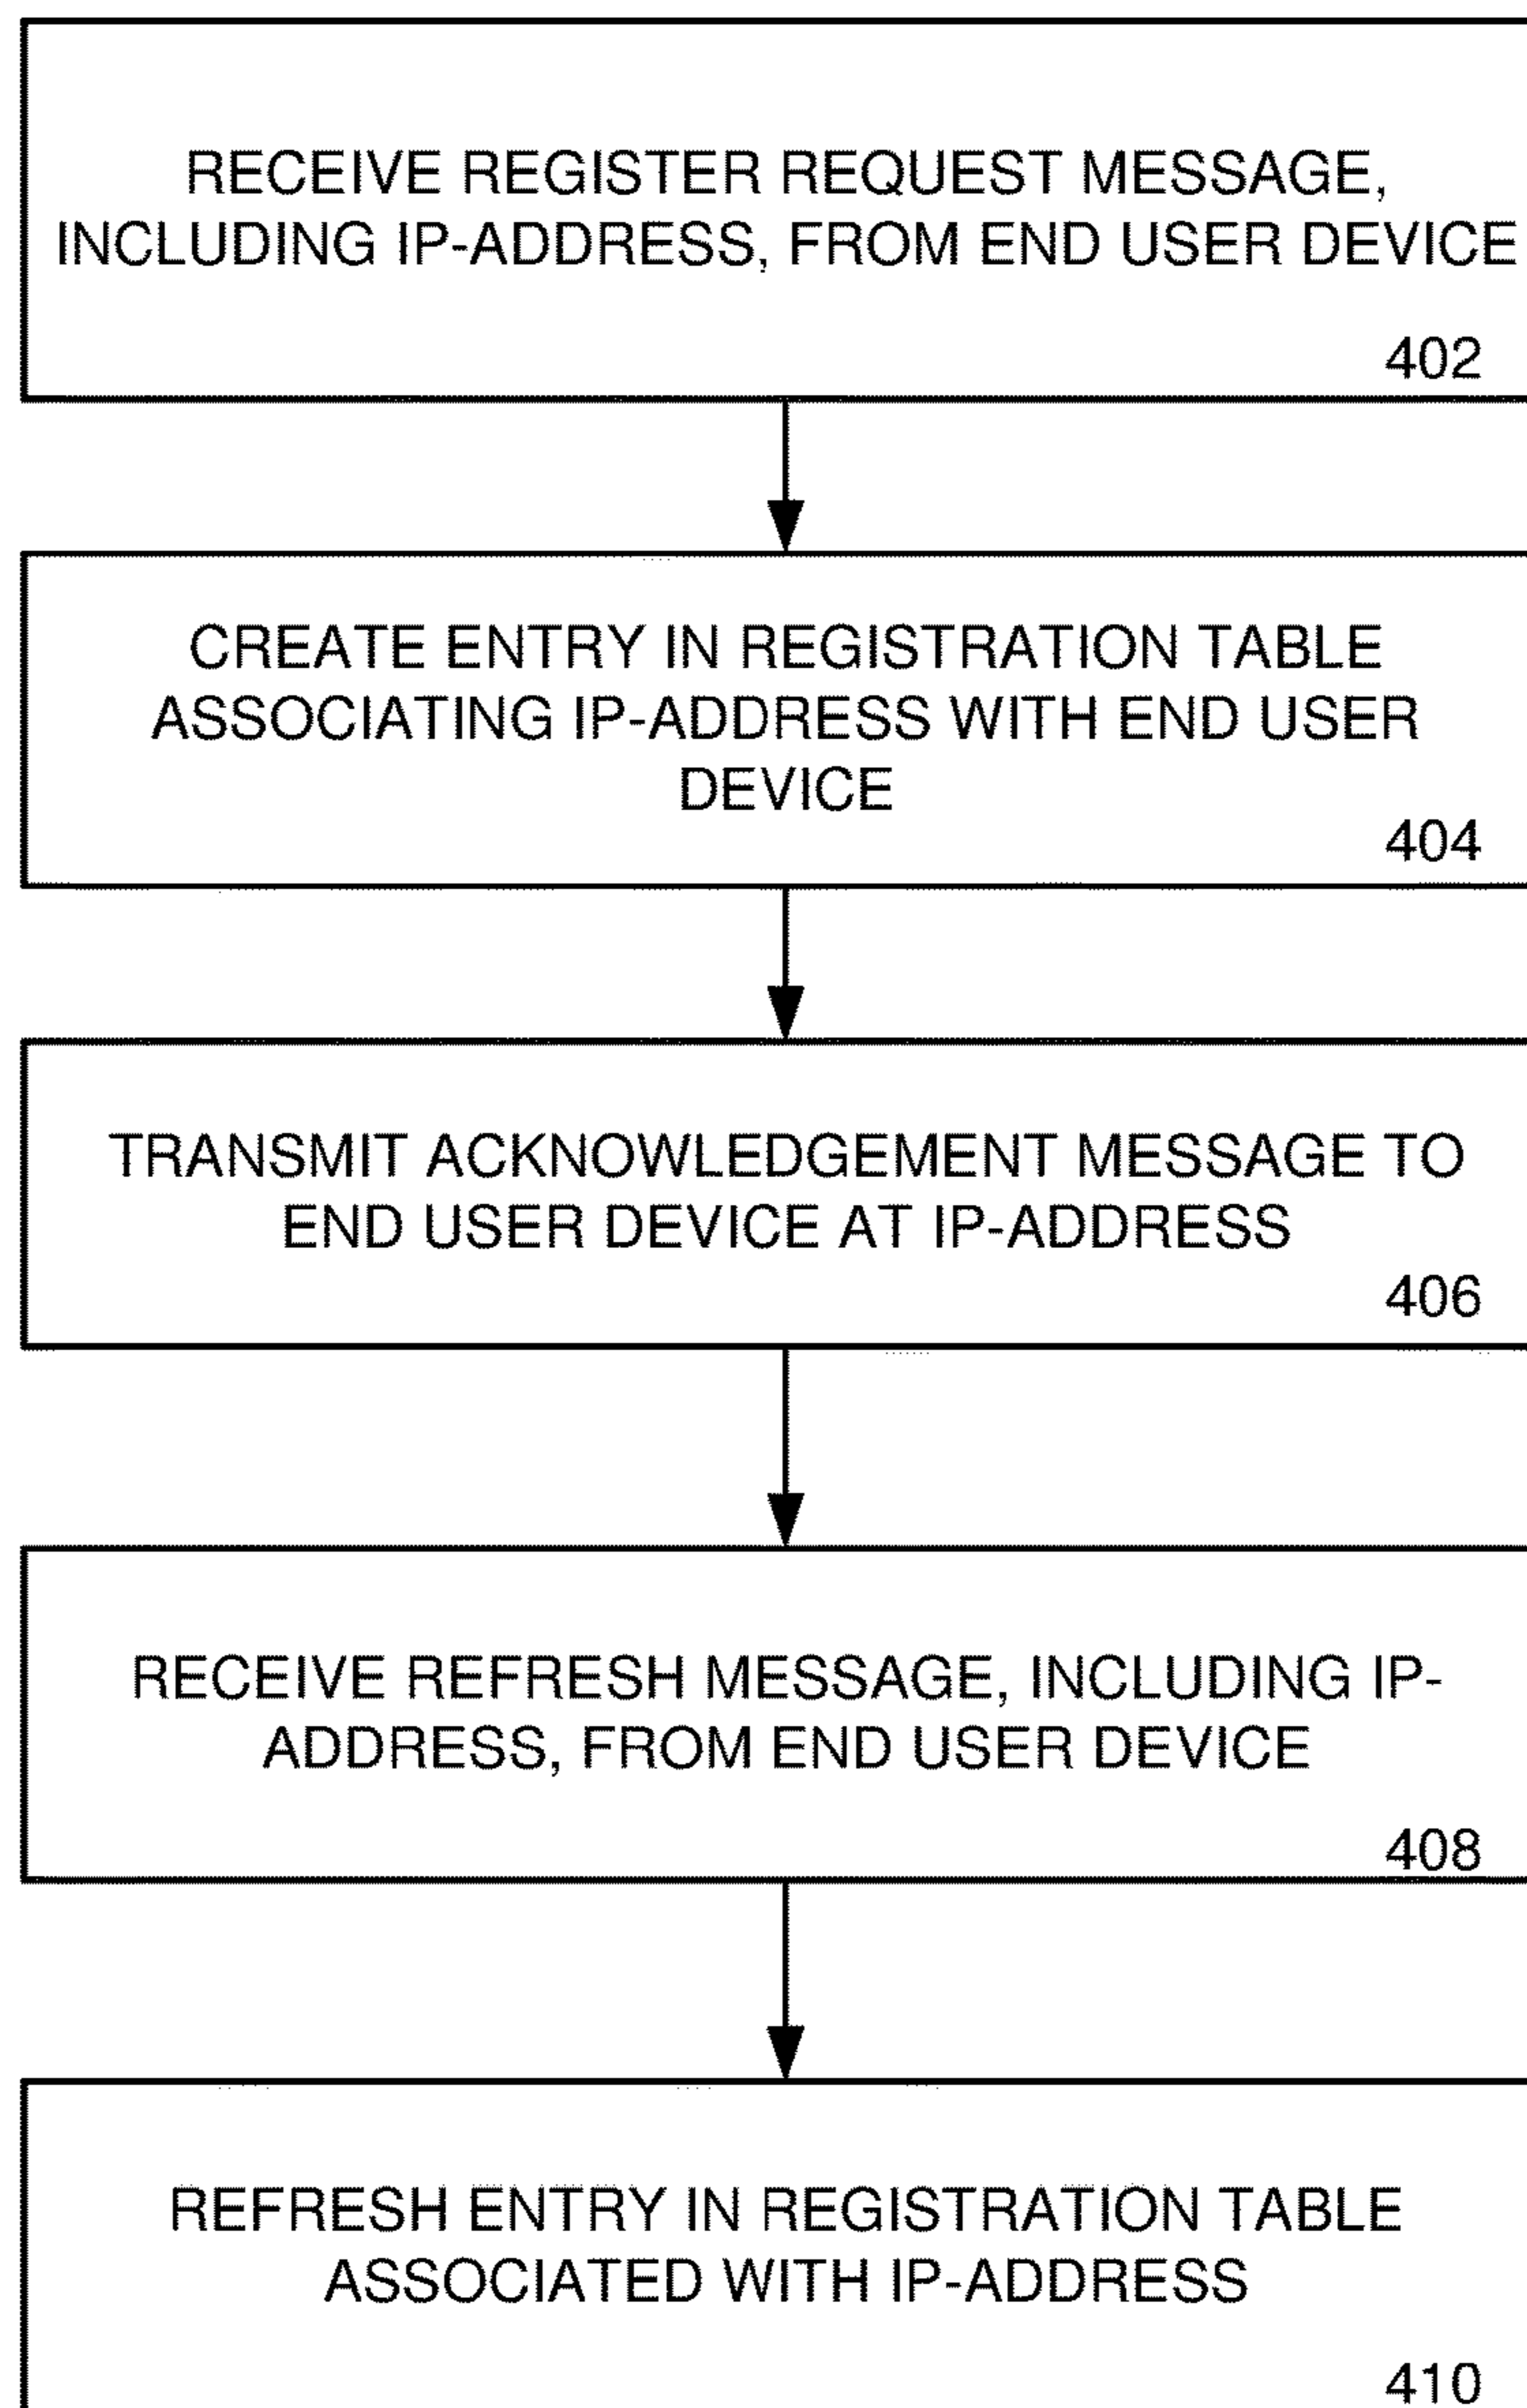 RECEIVE REGISTER REQUEST MESSAGE,
INCLUDING IP-ADDRESS, FROM END USER DEVICE
402
CREATE ENTRY IN REGISTRATION TABLE
ASSOCIATING IP-ADDRESS WITH END USER
DEVICE
404
TRANSMIT ACKNOWLEDGEMENT MESSAGE TO
END USER DEVICE AT IP-ADDRESS
406
RECEIVE REFRESH MESSAGE, INCLUDING IP-
ADDRESS, FROM END USER DEVICE
408
REFRESH ENTRY IN REGISTRATION TABLE
ASSOCIATED WITH IP-ADDRESS
410